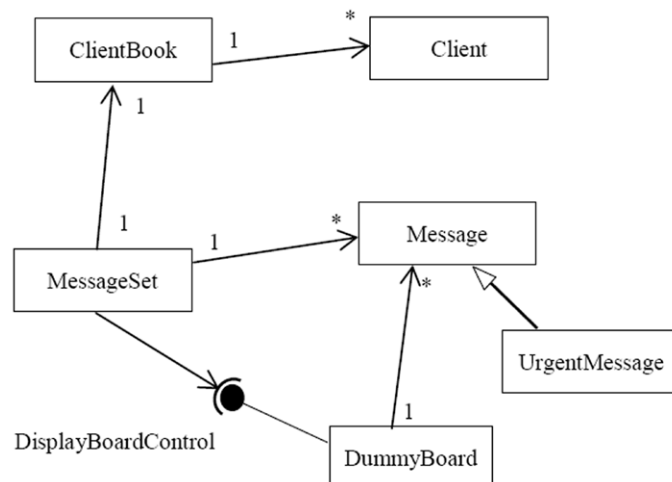 ClientBook
1
*
Client
1
1
MessageSet
1
*
Message
*
UrgentMessage
DisplayBoardControl
1
DummyBoard